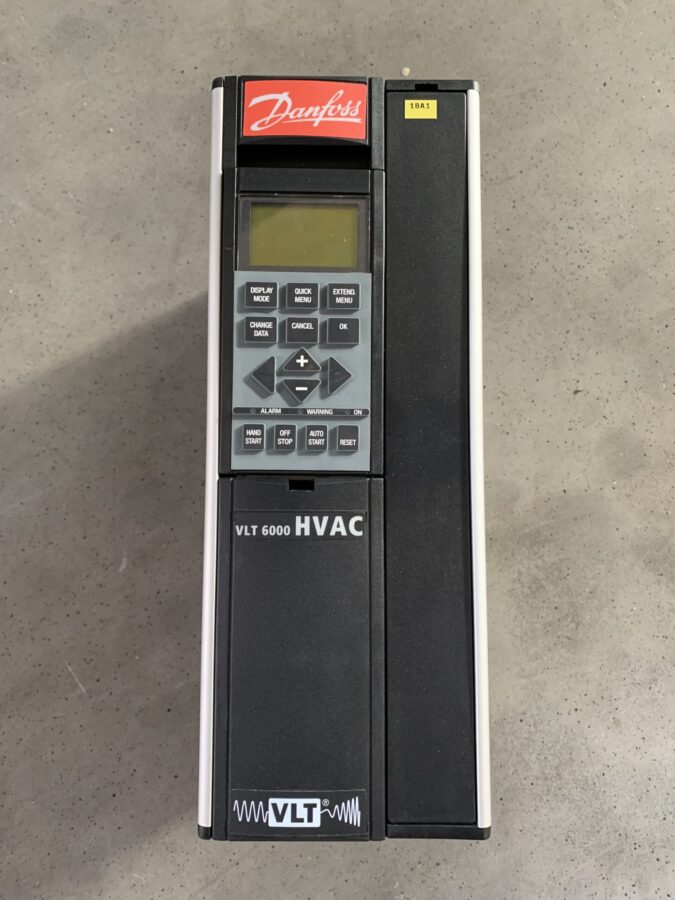 Danfoss
18A1
DISPLAY MODE
QUICK MENU
EXTEND. MENU
CHANGE DATA
CANCEL
OK
+
−
ALARM
WARNING
ON
HAND START
OFF STOP
AUTO START
RESET
VLT 6000 HVAC
VLT®